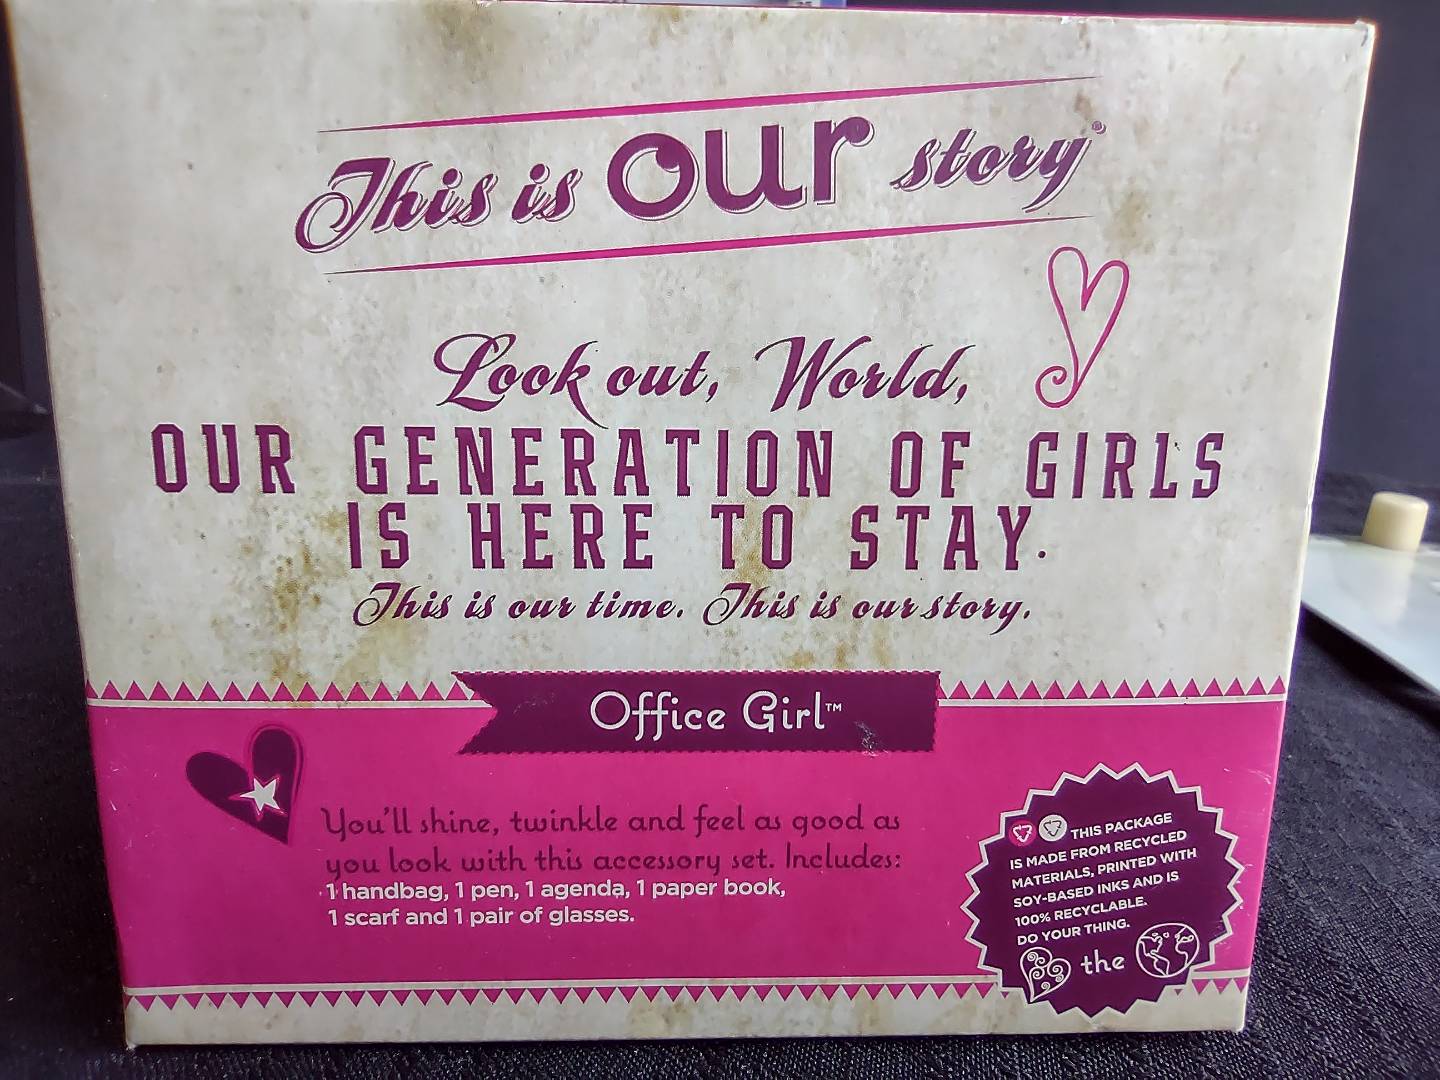 This is our story®
Look out, World,
OUR GENERATION OF GIRLS
IS HERE TO STAY.
This is our time. This is our story.
Office Girl™
You'll shine, twinkle and feel as good as
you look with this accessory set. Includes:
1 handbag, 1 pen, 1 agenda, 1 paper book,
1 scarf and 1 pair of glasses.
THIS PACKAGE
IS MADE FROM RECYCLED
MATERIALS, PRINTED WITH
SOY-BASED INKS AND IS
100% RECYCLABLE.
DO YOUR THING.
the